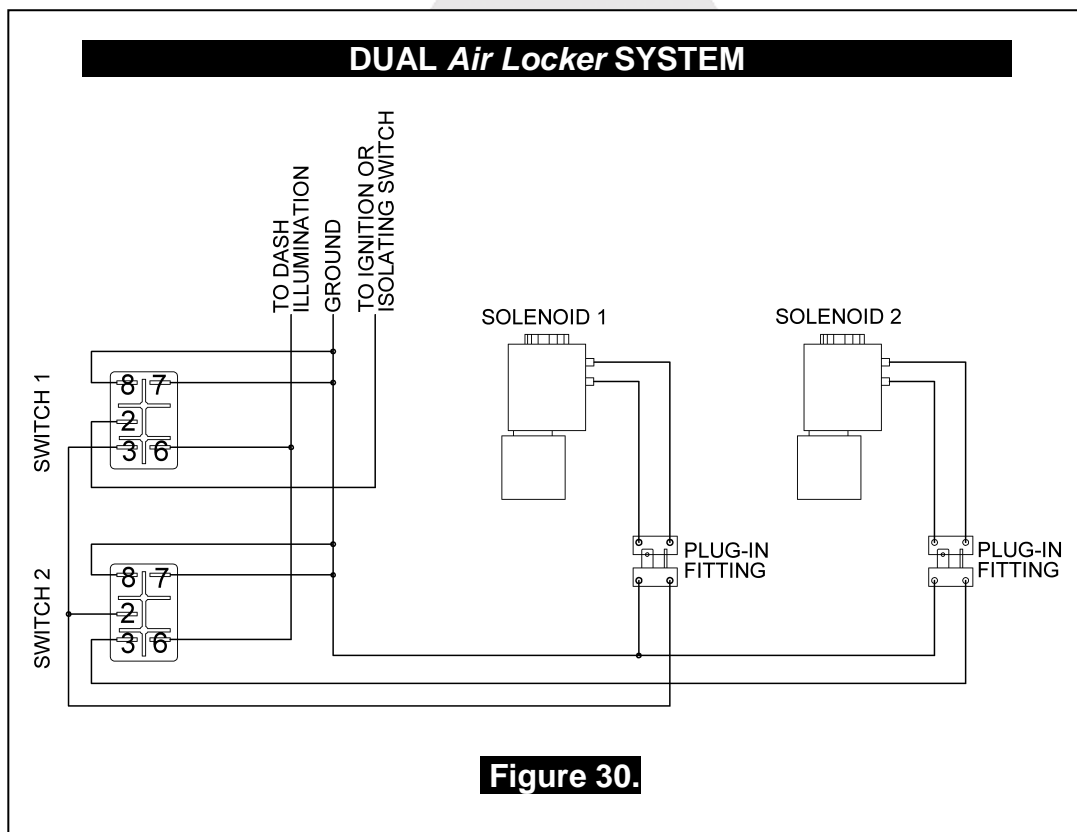 DUAL Air Locker SYSTEM
TO DASH
ILLUMINATION
GROUND
TO IGNITION OR
ISOLATING SWITCH
SOLENOID 1
SOLENOID 2
SWITCH 1
8 7
2
3 6
SWITCH 2
8 7
2
3 6
PLUG-IN
FITTING
PLUG-IN
FITTING
Figure 30.